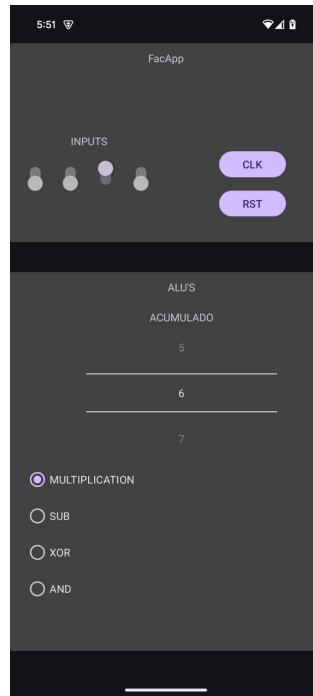 5:51
FacApp
INPUTS
CLK
RST
ALU'S
ACUMULADO
5
6
7
MULTIPLICATION
SUB
XOR
AND